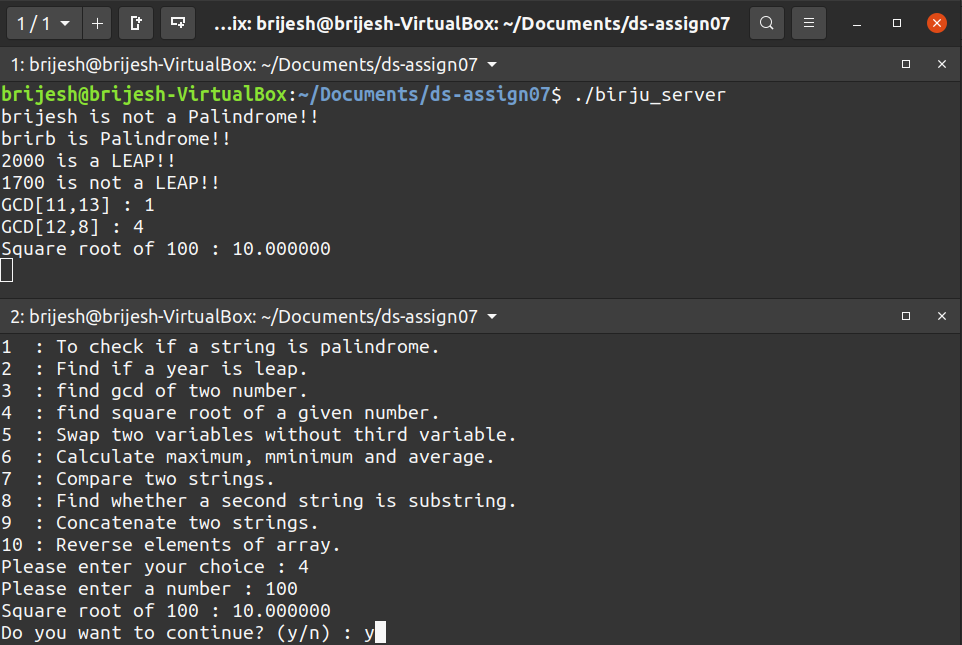 1 / 1
...ix: brijesh@brijesh-VirtualBox: ~/Documents/ds-assign07
1: brijesh@brijesh-VirtualBox: ~/Documents/ds-assign07
brijesh@brijesh-VirtualBox:~/Documents/ds-assign07$ ./birju_server
brijesh is not a Palindrome!!
brirb is Palindrome!!
2000 is a LEAP!!
1700 is not a LEAP!!
GCD[11,13] : 1
GCD[12,8] : 4
Square root of 100 : 10.000000
2: brijesh@brijesh-VirtualBox: ~/Documents/ds-assign07
1  : To check if a string is palindrome.
2  : Find if a year is leap.
3  : find gcd of two number.
4  : find square root of a given number.
5  : Swap two variables without third variable.
6  : Calculate maximum, mminimum and average.
7  : Compare two strings.
8  : Find whether a second string is substring.
9  : Concatenate two strings.
10 : Reverse elements of array.
Please enter your choice : 4
Please enter a number : 100
Square root of 100 : 10.000000
Do you want to continue? (y/n) : y